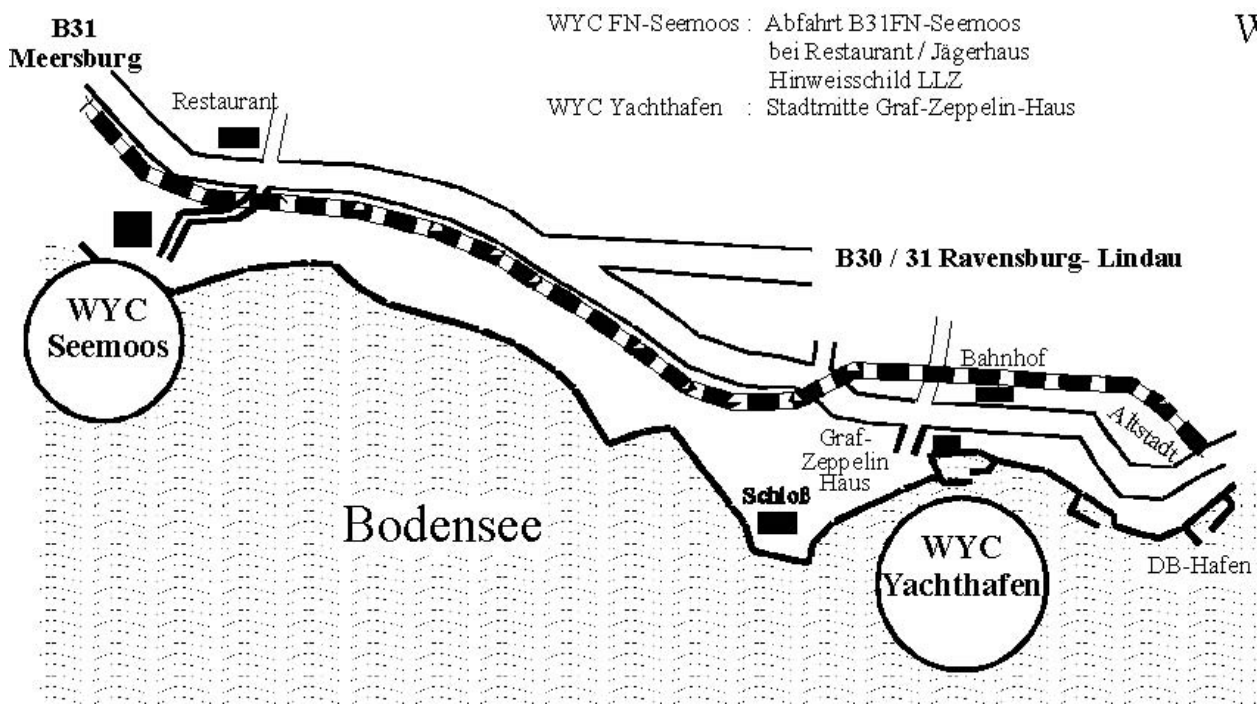 B31
Meersburg
WYC FN-Seemoos : Abfahrt B31FN-Seemoos
bei Restaurant / Jägerhaus
Hinweisschild LLZ
WYC Yachthafen : Stadtmitte Graf-Zeppelin-Haus
W
Restaurant
B30 / 31 Ravensburg- Lindau
WYC
Seemoos
Bahnhof
Altstadt
Graf-
Zeppelin
Haus
Schloß
Bodensee
WYC
Yachthafen
DB-Hafen